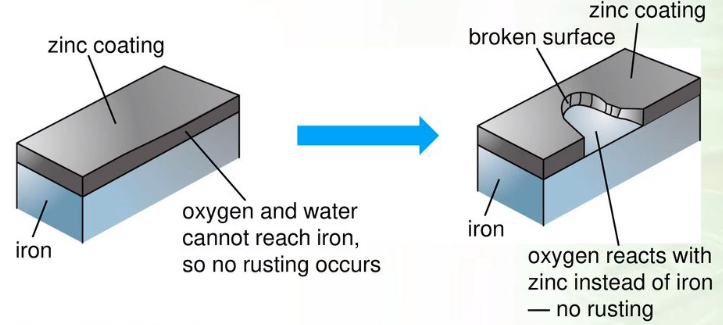 zinc coating
iron
oxygen and water
cannot reach iron,
so no rusting occurs
zinc coating
broken surface
iron
oxygen reacts with
zinc instead of iron
— no rusting